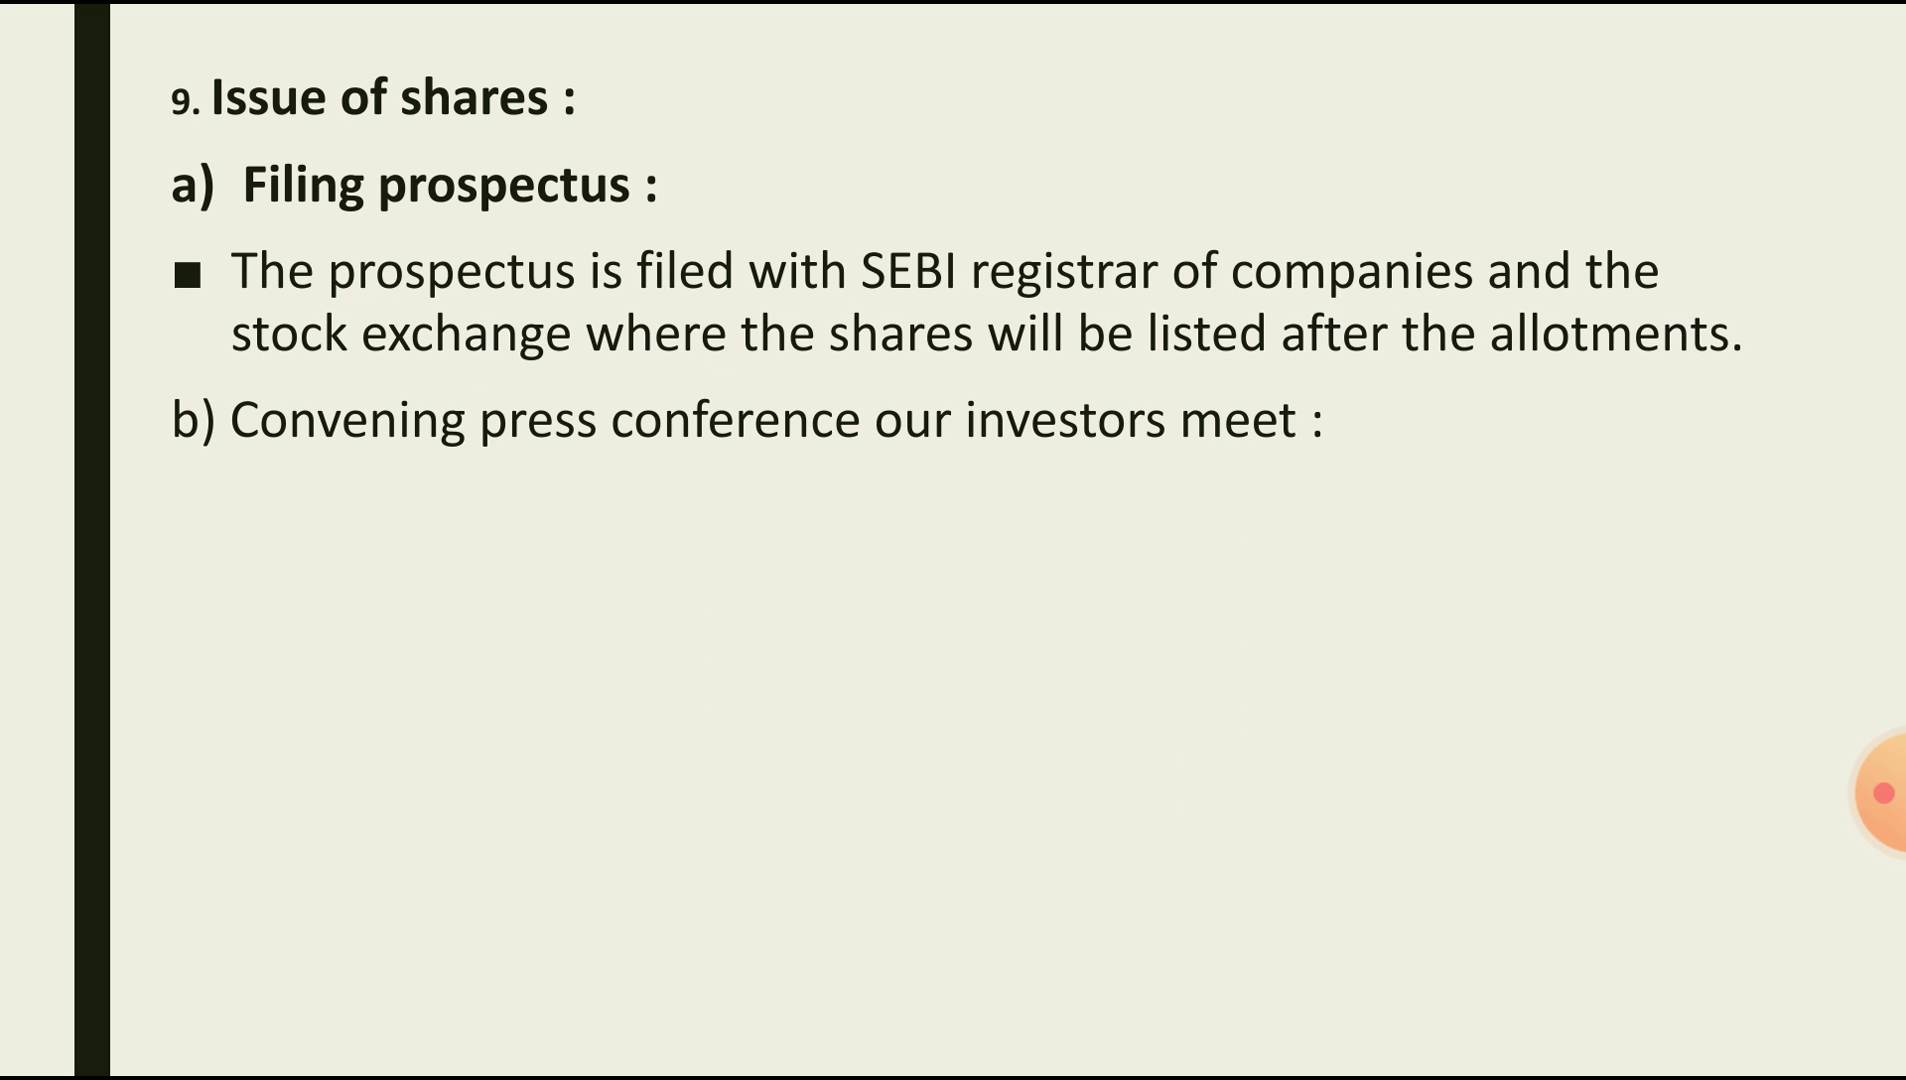 9. Issue of shares :
a) Filing prospectus :
■ The prospectus is filed with SEBI registrar of companies and the
stock exchange where the shares will be listed after the allotments.
b) Convening press conference our investors meet :